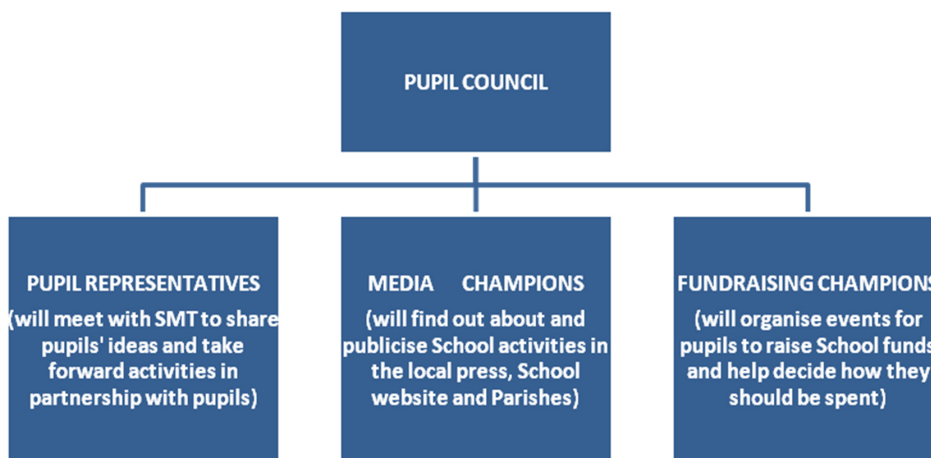 PUPIL COUNCIL
PUPIL REPRESENTATIVES
(will meet with SMT to share
pupils' ideas and take
forward activities in
partnership with pupils)
MEDIA CHAMPIONS
(will find out about and
publicise School activities in
the local press, School
website and Parishes)
FUNDRAISING CHAMPIONS
(will organise events for
pupils to raise School funds
and help decide how they
should be spent)